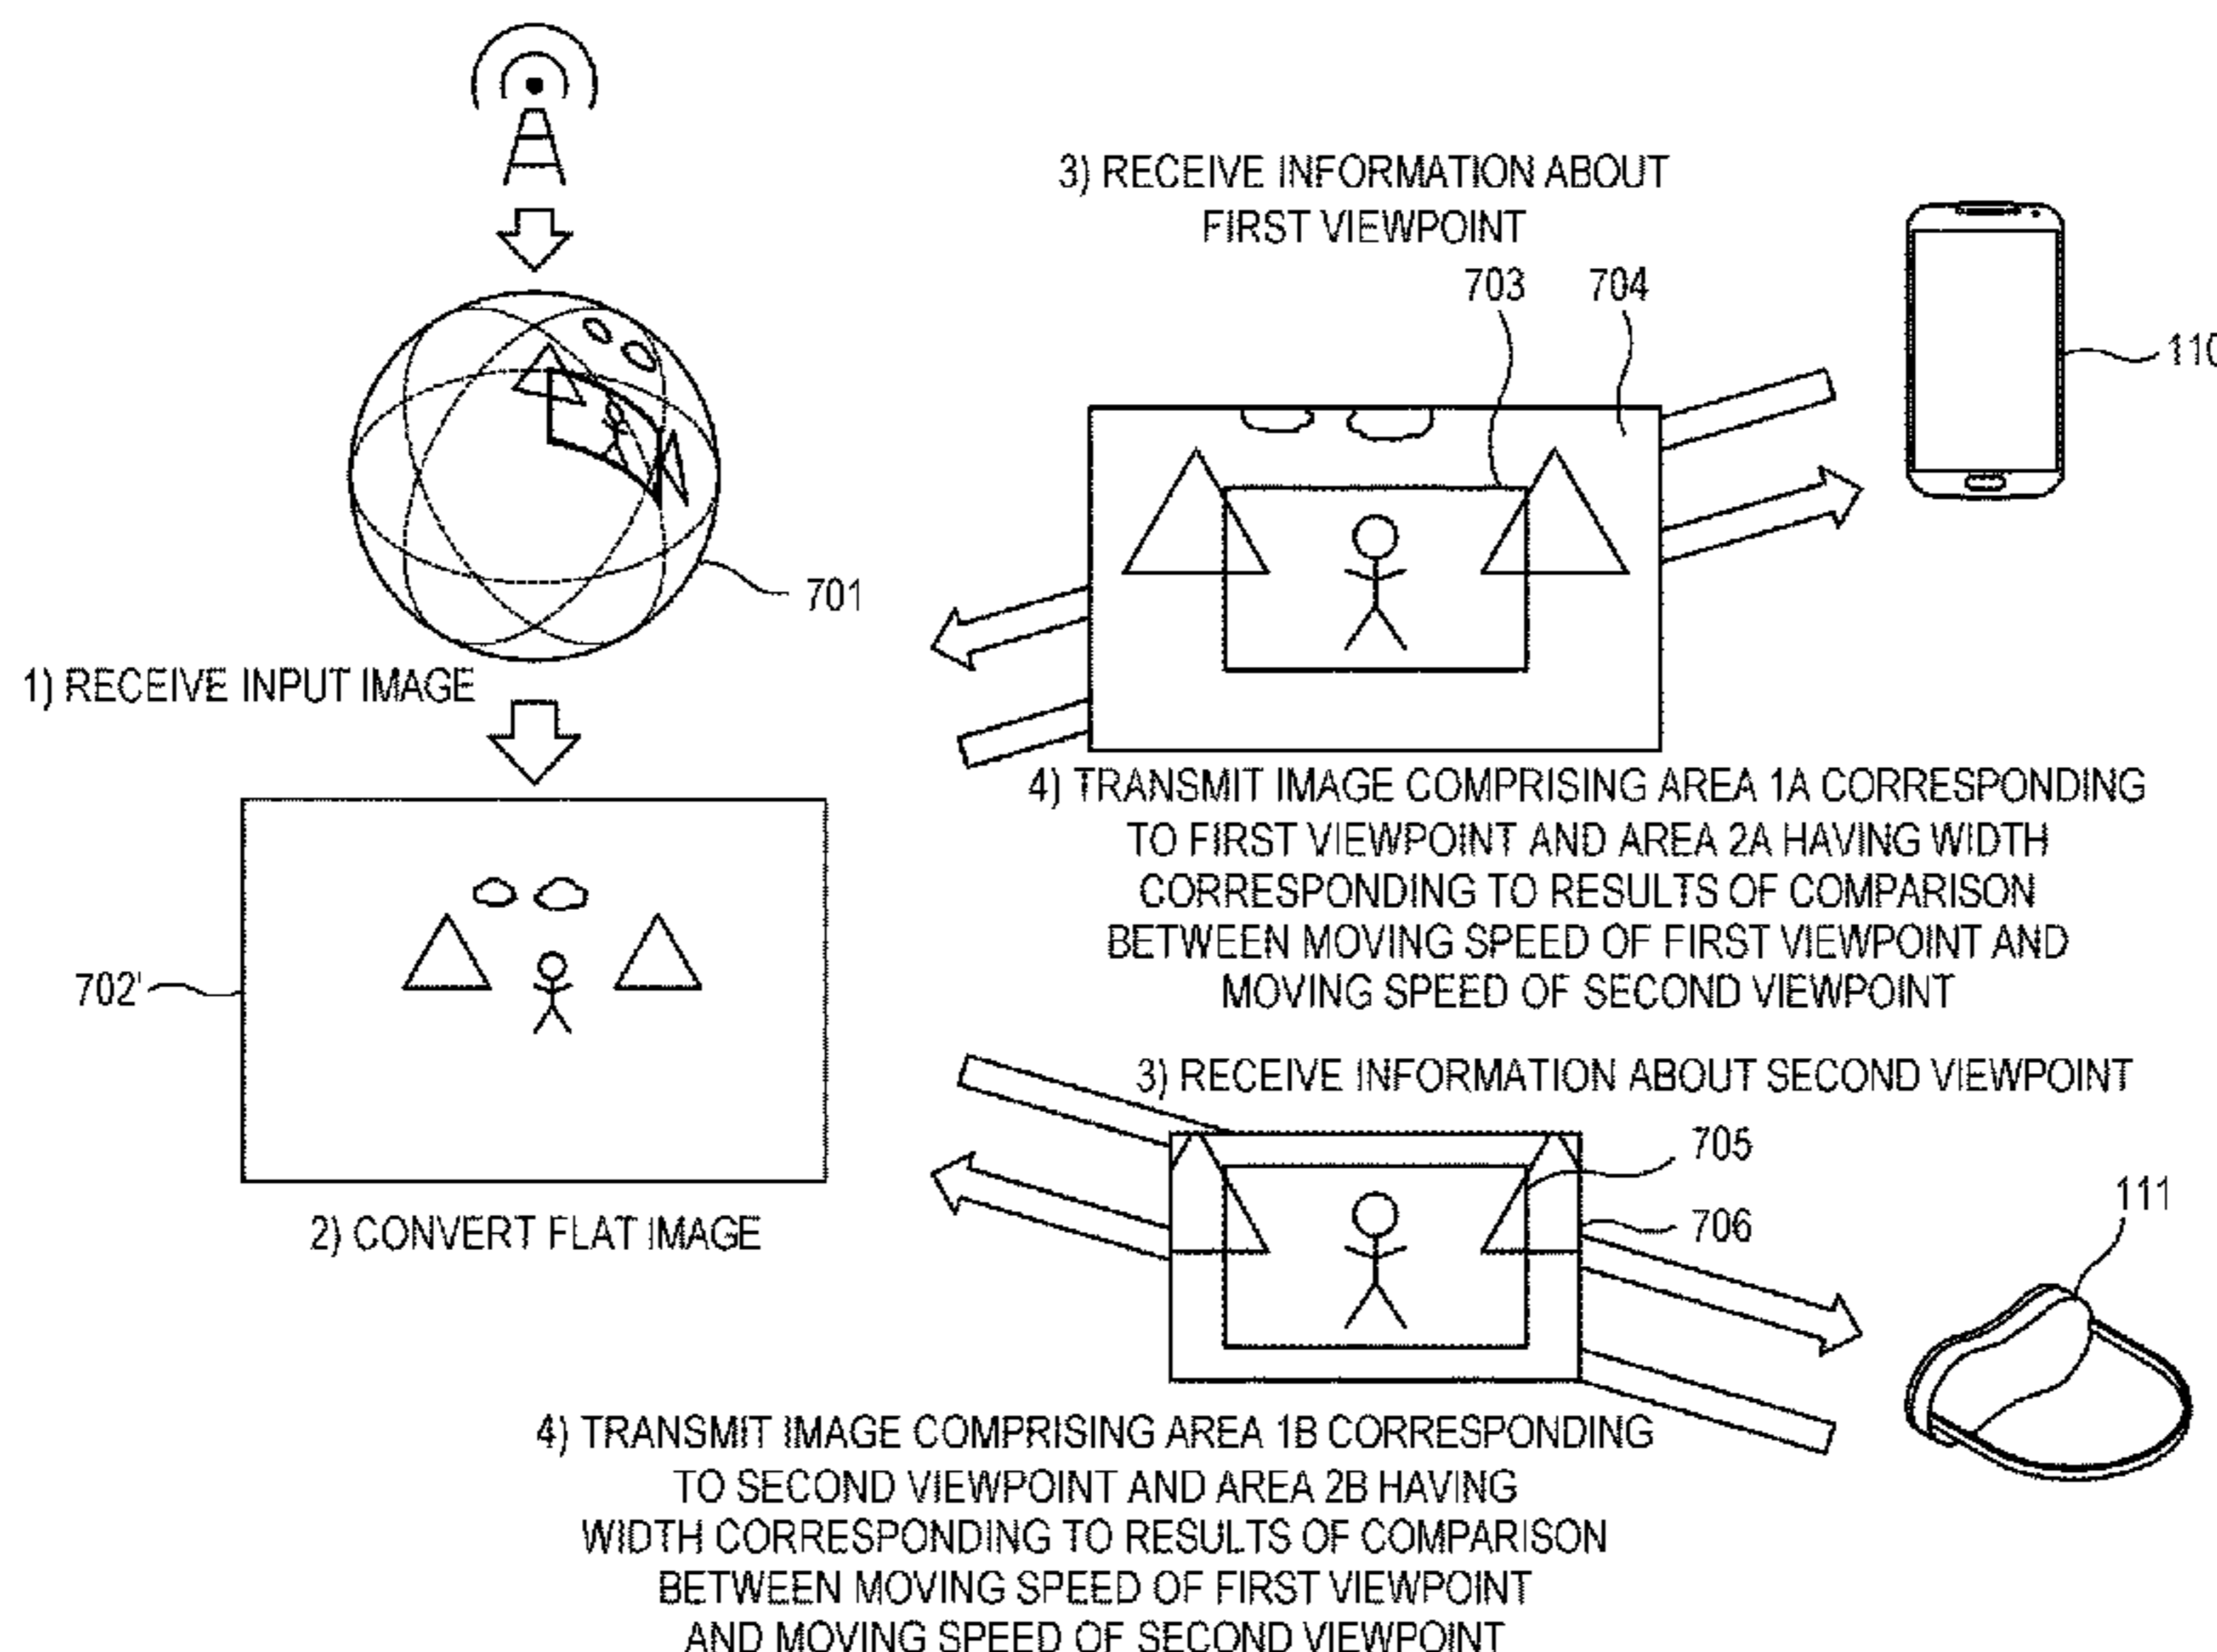 3) RECEIVE INFORMATION ABOUT
FIRST VIEWPOINT
703
704
110
701
1) RECEIVE INPUT IMAGE
4) TRANSMIT IMAGE COMPRISING AREA 1A CORRESPONDING
TO FIRST VIEWPOINT AND AREA 2A HAVING WIDTH
CORRESPONDING TO RESULTS OF COMPARISON
BETWEEN MOVING SPEED OF FIRST VIEWPOINT AND
MOVING SPEED OF SECOND VIEWPOINT
702'
2) CONVERT FLAT IMAGE
3) RECEIVE INFORMATION ABOUT SECOND VIEWPOINT
705
706
111
4) TRANSMIT IMAGE COMPRISING AREA 1B CORRESPONDING
TO SECOND VIEWPOINT AND AREA 2B HAVING
WIDTH CORRESPONDING TO RESULTS OF COMPARISON
BETWEEN MOVING SPEED OF FIRST VIEWPOINT
AND MOVING SPEED OF SECOND VIEWPOINT